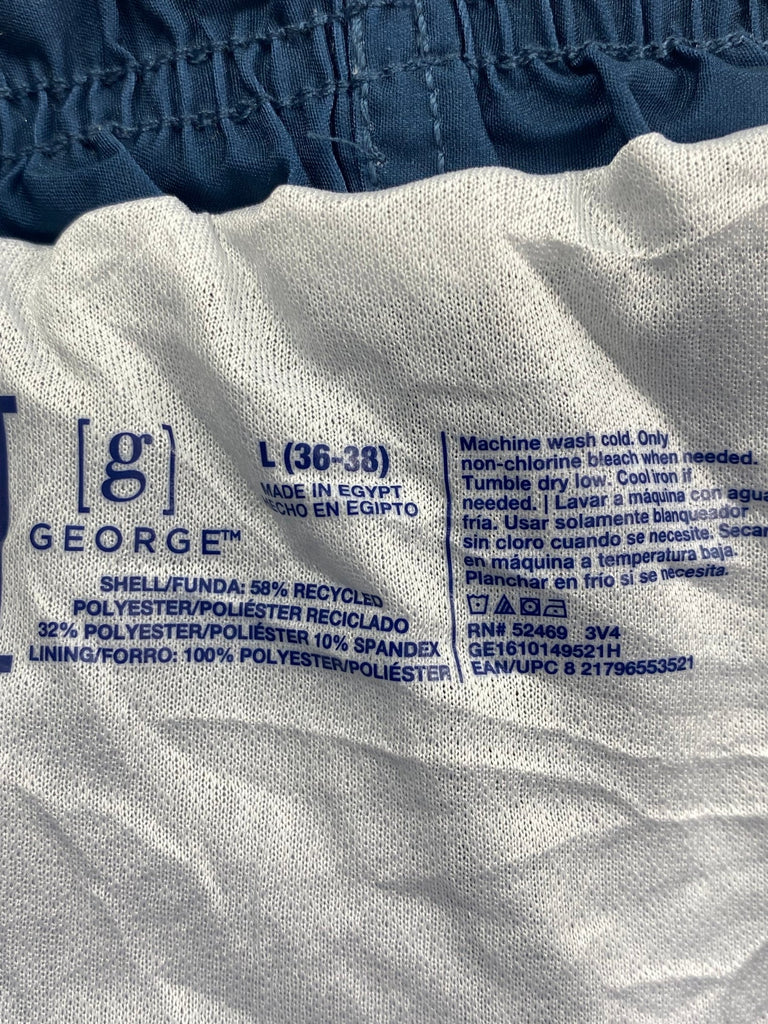 [g]
GEORGE™
L (36-38)
MADE IN EGYPT
HECHO EN EGIPTO
SHELL/FUNDA: 58% RECYCLED
POLYESTER/POLIÉSTER RECICLADO
32% POLYESTER/POLIÉSTER 10% SPANDEX
LINING/FORRO: 100% POLYESTER/POLIÉSTER
Machine wash cold. Only
non-chlorine bleach when needed.
Tumble dry low. Cool iron if
needed. | Lavar a máquina con agua
fría. Usar solamente blanqueador
sin cloro cuando se necesite. Secar
en máquina a temperatura baja.
Planchar en frío si se necesita.
RN# 52469 3V4
GE1610149521H
EAN/UPC 8 21796553521